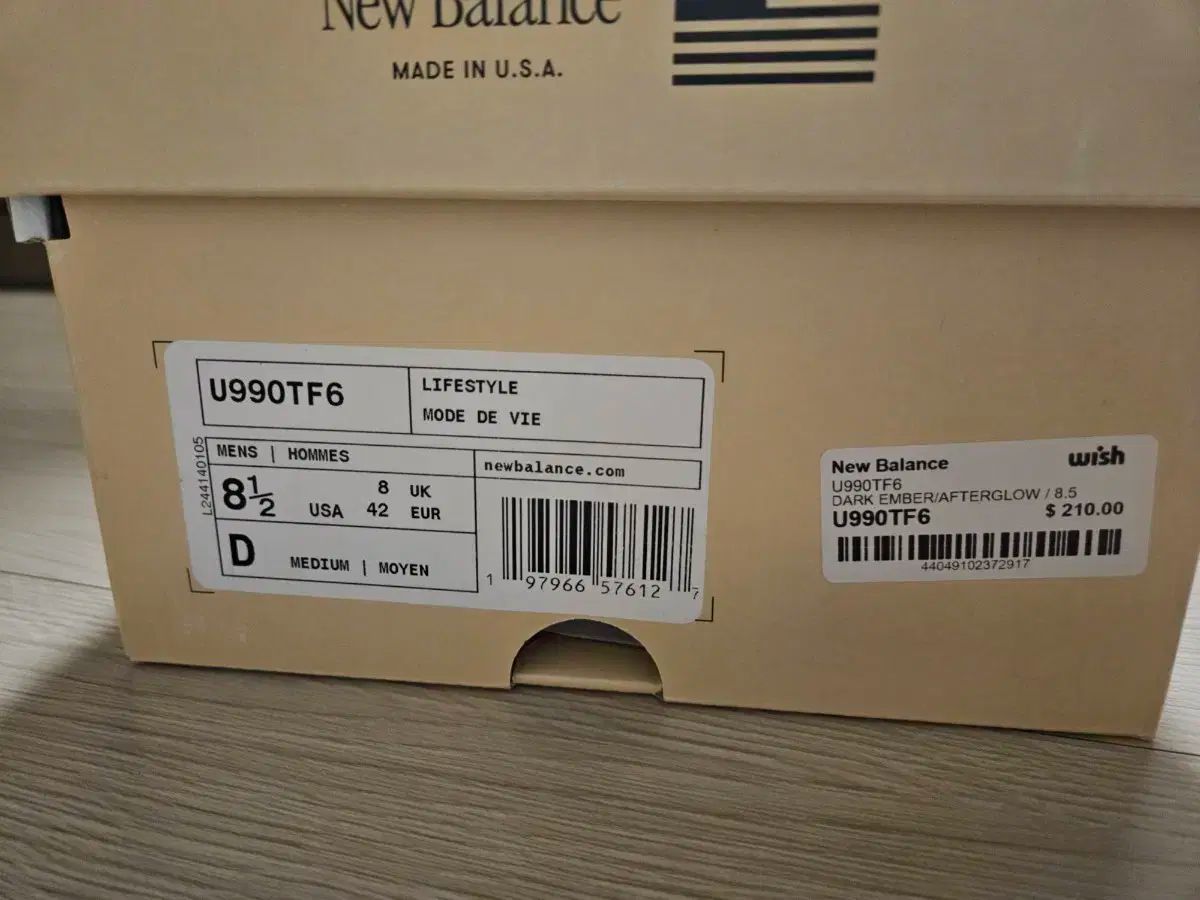 New Balance
MADE IN U.S.A.
U990TF6
LIFESTYLE
MODE DE VIE
L244140105
MENS | HOMMES
newbalance.com
8½ USA
8 UK
42 EUR
D MEDIUM | MOYEN
1 97966 57612 7
New Balance
wish
U990TF6
DARK EMBER/AFTERGLOW / 8.5
U990TF6
$ 210.00
44049102372917